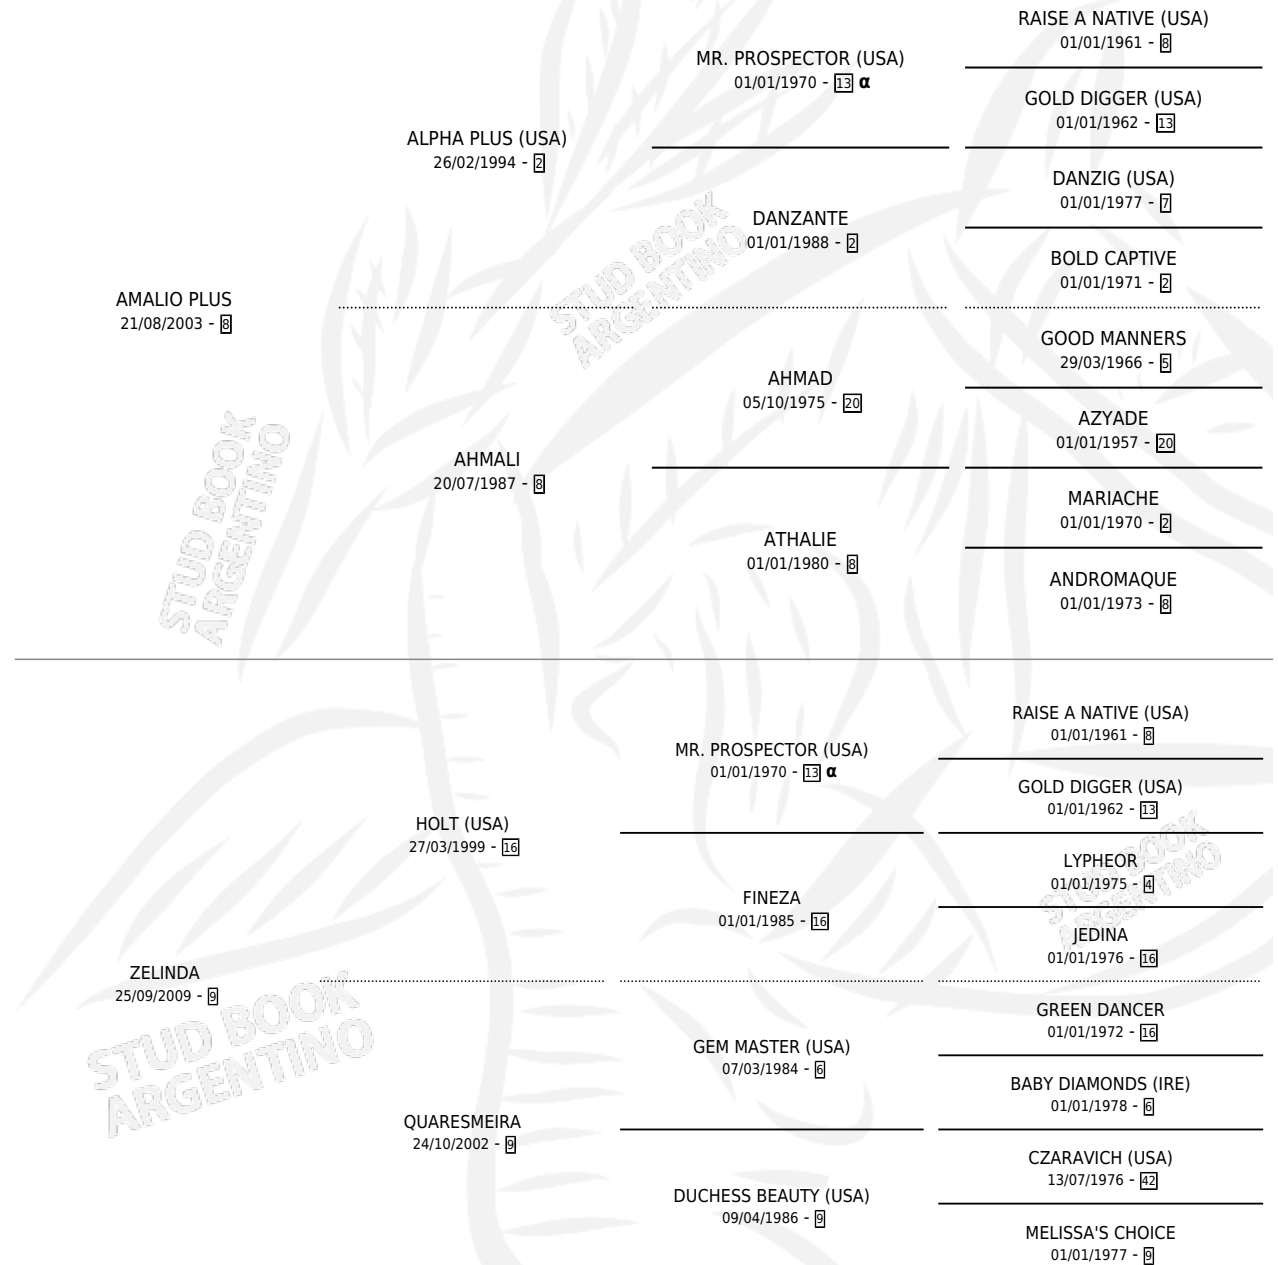 RAISE A NATIVE (USA)
01/01/1961 - 8
MR. PROSPECTOR (USA)
01/01/1970 - 13 α
GOLD DIGGER (USA)
01/01/1962 - 13
ALPHA PLUS (USA)
26/02/1994 - 2
DANZIG (USA)
01/01/1977 - 7
DANZANTE
01/01/1988 - 2
BOLD CAPTIVE
01/01/1971 - 2
STUD BOOK
ARGENTINO
AMALIO PLUS
21/08/2003 - 8
GOOD MANNERS
29/03/1966 - 5
AHMAD
05/10/1975 - 20
AZYADE
01/01/1957 - 20
AHMALI
20/07/1987 - 8
MARIACHE
01/01/1970 - 2
ATHALIE
01/01/1980 - 8
ANDROMAQUE
01/01/1973 - 8
STUD BOOK
ARGENTINO
RAISE A NATIVE (USA)
01/01/1961 - 8
MR. PROSPECTOR (USA)
01/01/1970 - 13 α
GOLD DIGGER (USA)
01/01/1962 - 13
HOLT (USA)
27/03/1999 - 16
LYPHEOR
01/01/1975 - 4
FINEZA
01/01/1985 - 16
JEDINA
01/01/1976 - 16
STUD BOOK
ARGENTINO
ZELINDA
25/09/2009 - 9
GREEN DANCER
01/01/1972 - 16
GEM MASTER (USA)
07/03/1984 - 6
BABY DIAMONDS (IRE)
01/01/1978 - 6
STUD BOOK
ARGENTINO
QUARESMEIRA
24/10/2002 - 9
CZARAVICH (USA)
13/07/1976 - 42
DUCHESS BEAUTY (USA)
09/04/1986 - 9
MELISSA'S CHOICE
01/01/1977 - 9